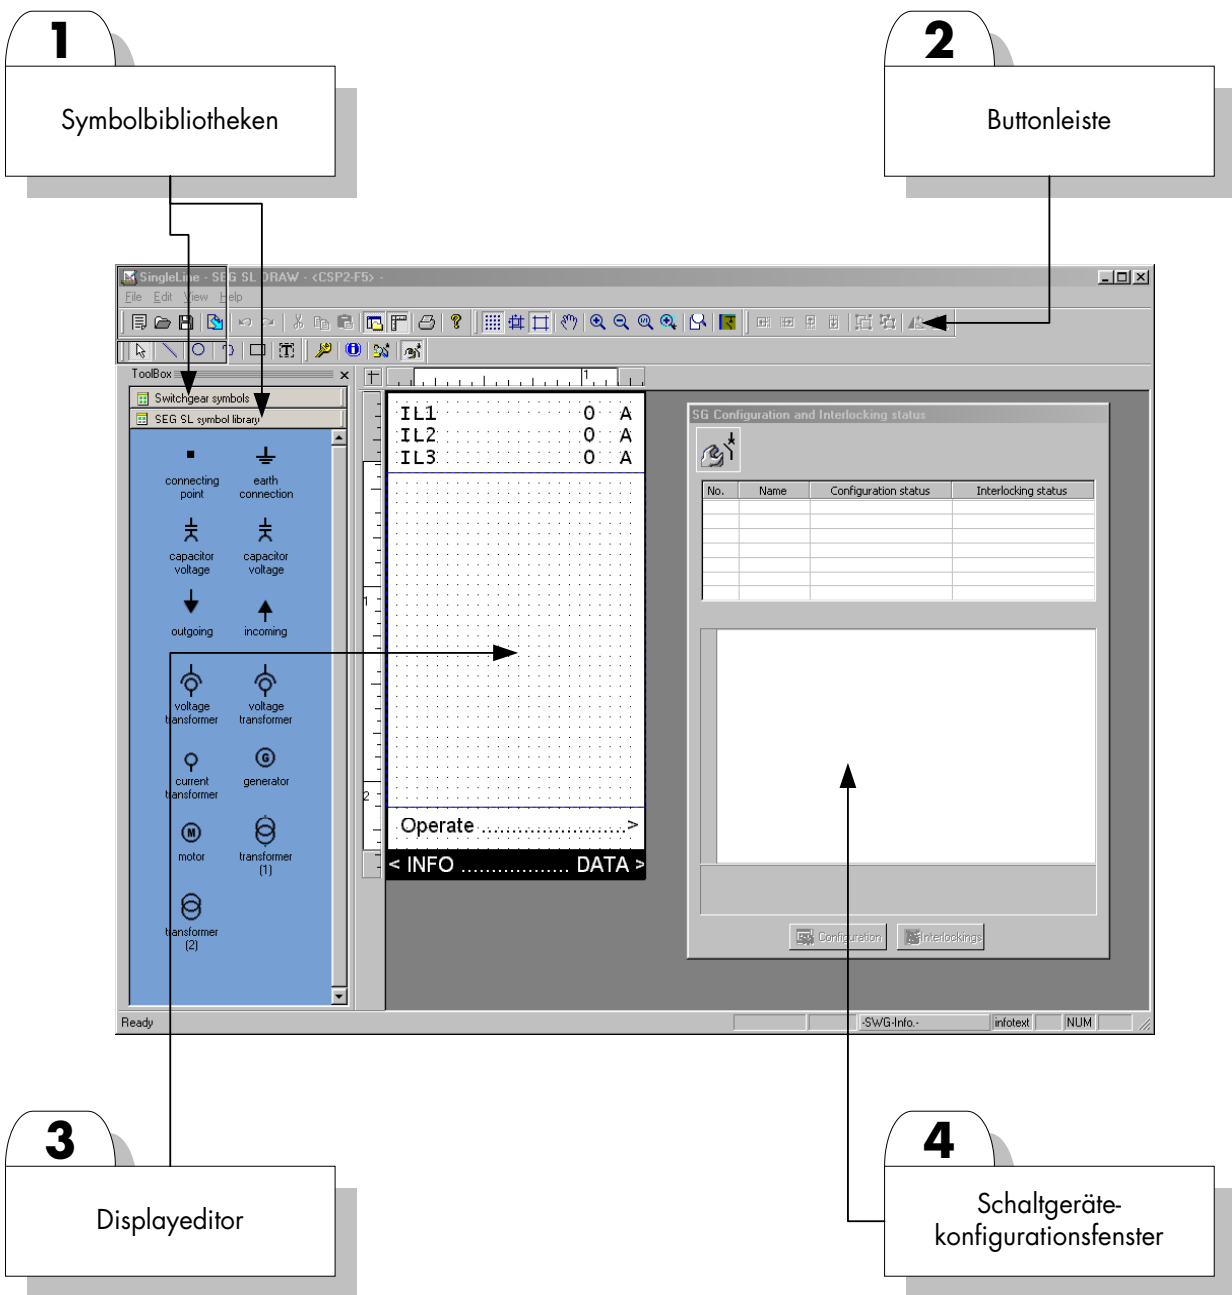 1
Symbolbibliotheken
2
Buttonleiste
SingleLine - SEG SL DRAW - <CSP2-F5> -
File Edit View Help
ToolBox
Switchgear symbols
SEG SL symbol library
connecting point
earth connection
capacitor voltage
capacitor voltage
outgoing
incoming
voltage transformer
voltage transformer
current transformer
G
generator
M
motor
transformer (1)
transformer (2)
1
1
2
IL1 0 A
IL2 0 A
IL3 0 A
Operate ........................>
< INFO .................. DATA >
SG Configuration and Interlocking status
No. Name Configuration status Interlocking status
Configuration
Interlockings
Ready
-SWG-Info.-
infotext
NUM
3
Displayeditor
4
Schaltgeräte-
konfigurationsfenster